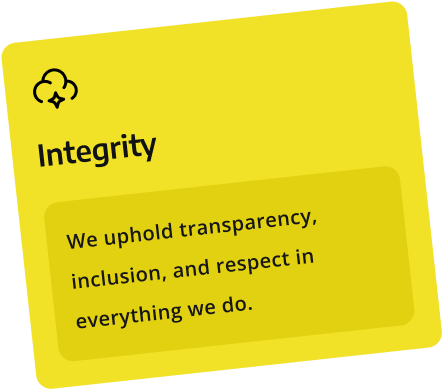 Integrity
We uphold transparency,
inclusion, and respect in
everything we do.